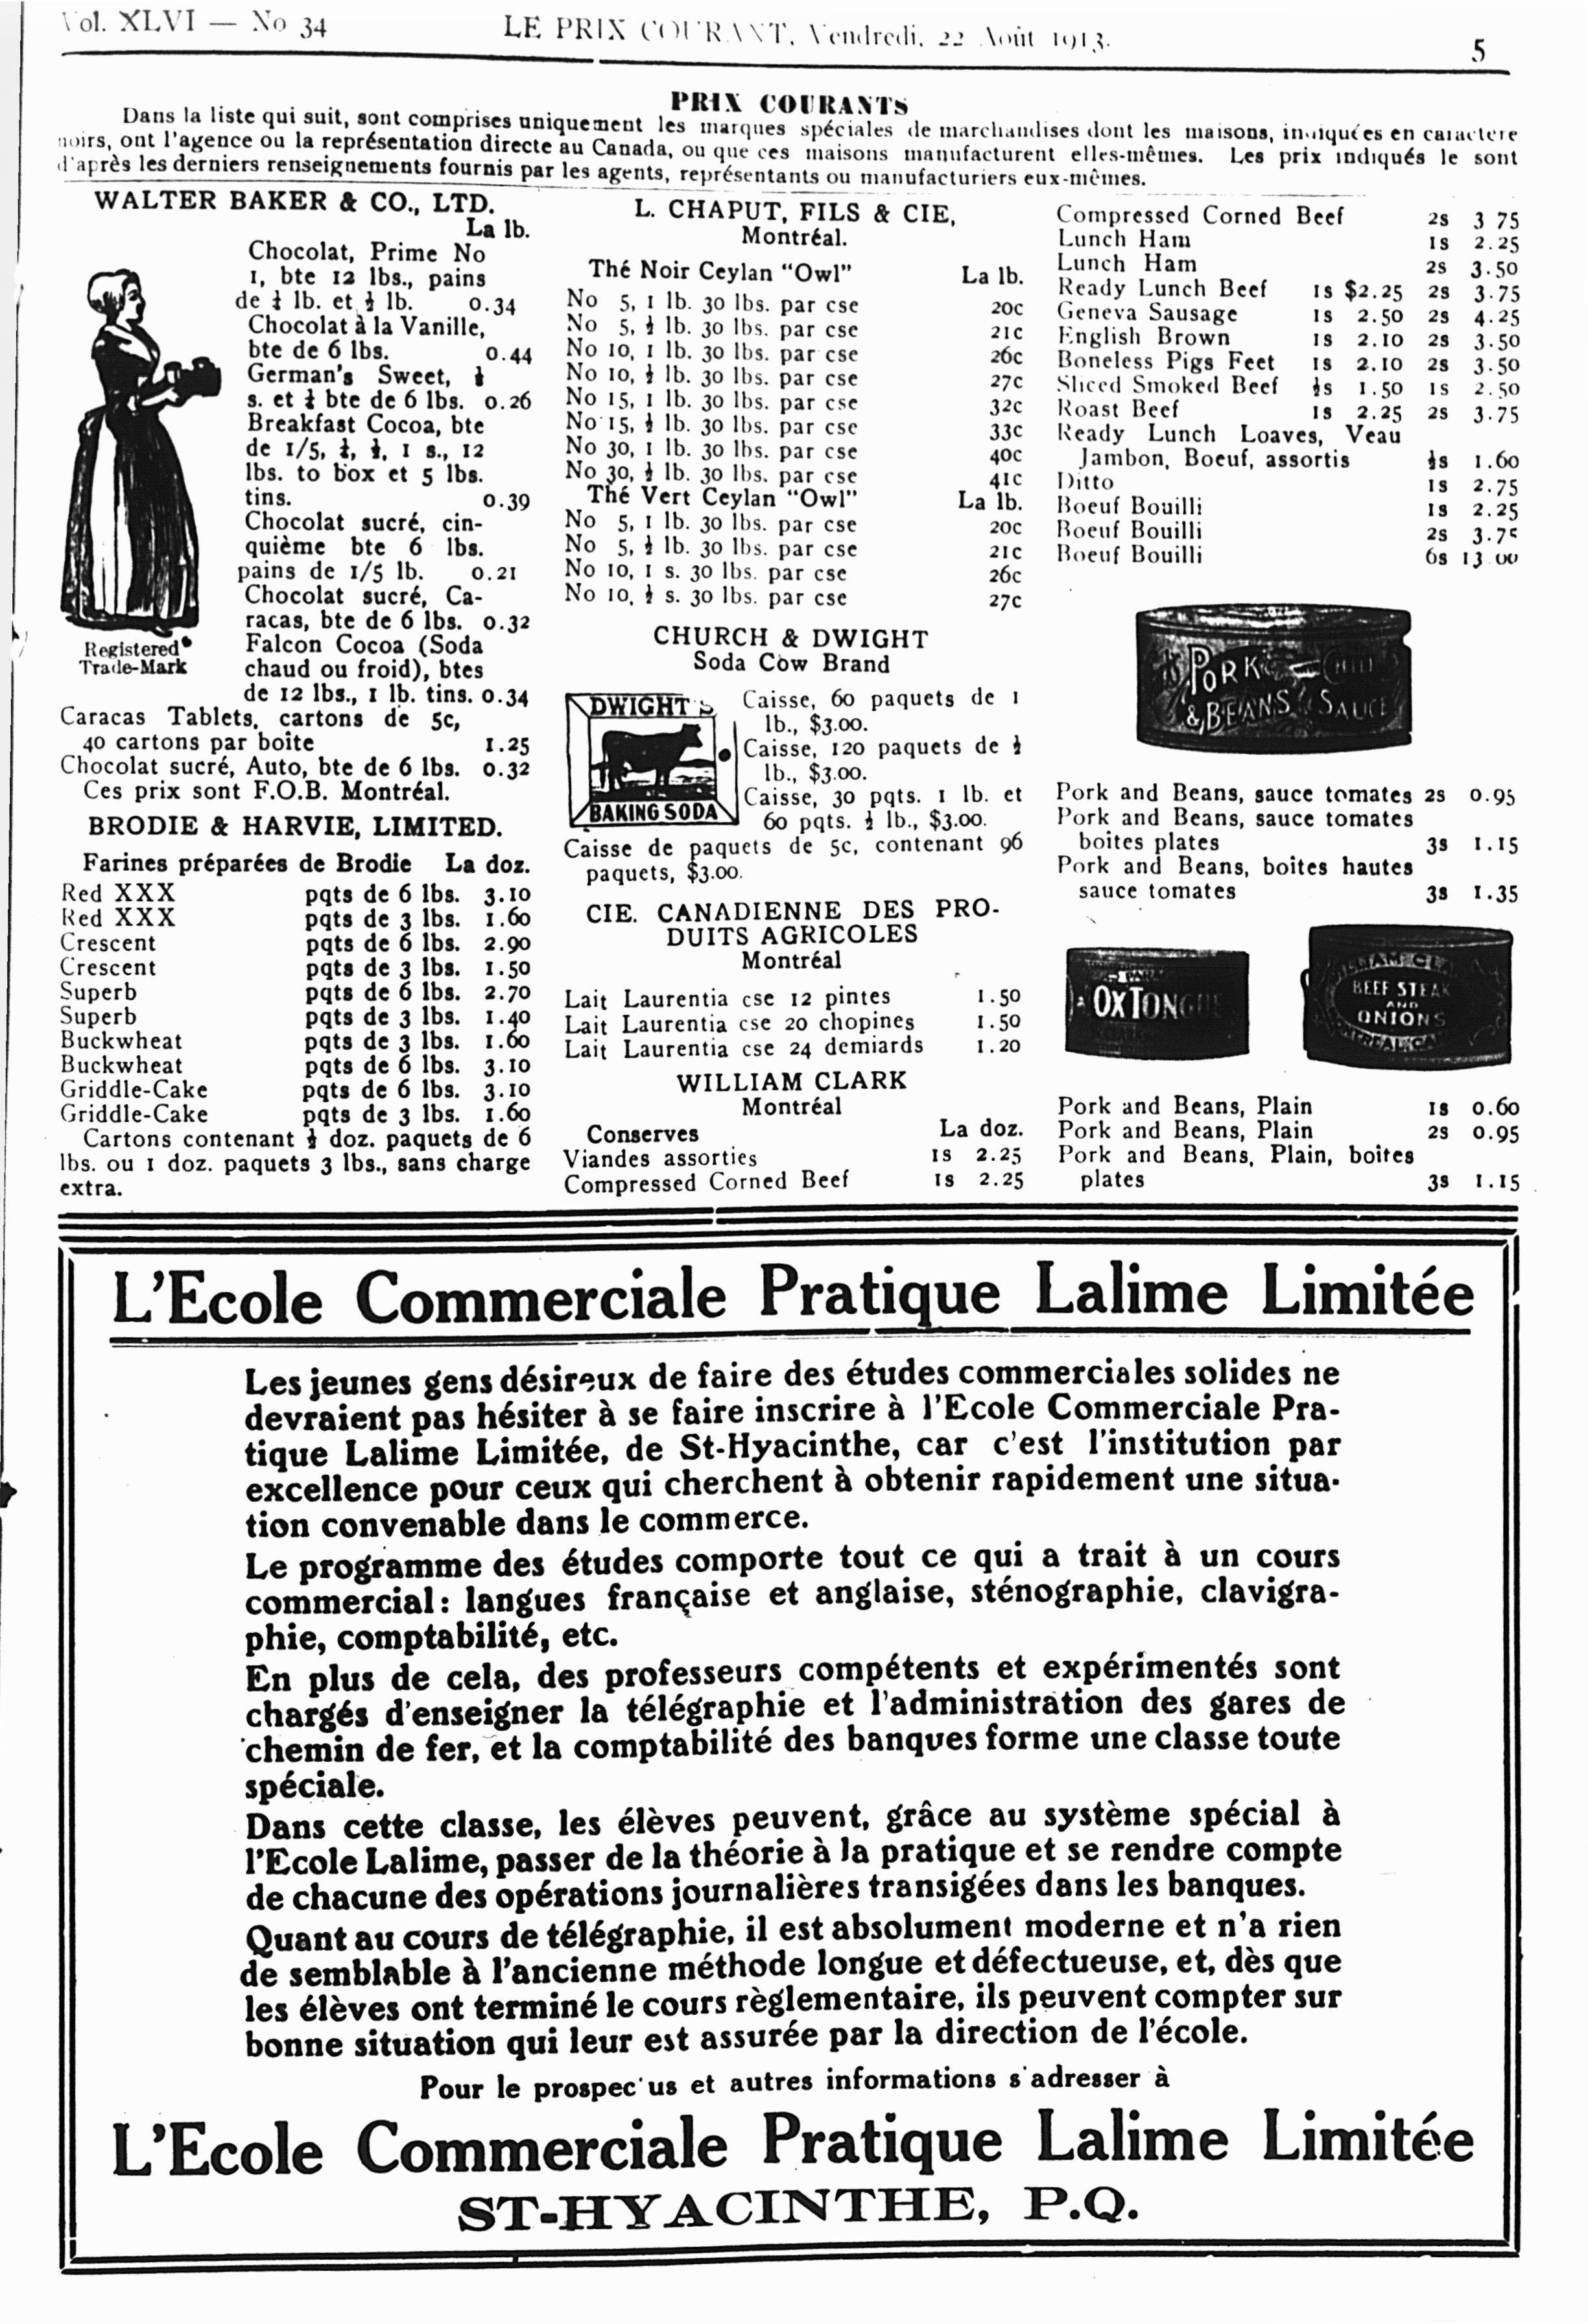 Vol. XLVI — No 34
LE PRIX COURANT, Vendredi, 22 Août 1913.
5
PRIX COURANTS
Dans la liste qui suit, sont comprises uniquement les marques spéciales de marchandises dont les maisons, indiquées en caractère
noirs, ont l'agence ou la représentation directe au Canada, ou que ces maisons manufacturent elles-mêmes. Les prix indiqués le sont
d'après les derniers renseignements fournis par les agents, représentants ou manufacturiers eux-mêmes.
WALTER BAKER & CO., LTD.
La lb.
Chocolat, Prime No
1, bte 12 lbs., pains
de ¼ lb. et ½ lb. 0.34
Chocolat à la Vanille,
bte de 6 lbs. 0.44
German's Sweet, ½
s. et ¼ bte de 6 lbs. 0.26
Breakfast Cocoa, bte
de 1/5, ¼, ½, 1 s., 12
lbs. to box et 5 lbs.
tins. 0.39
Chocolat sucré, cin-
quième bte 6 lbs.
pains de 1/5 lb. 0.21
Chocolat sucré, Ca-
racas, bte de 6 lbs. 0.32
Falcon Cocoa (Soda
chaud ou froid), btes
de 12 lbs., 1 lb. tins. 0.34
Registered
Trade-Mark
Caracas Tablets, cartons de 5c,
40 cartons par boite 1.25
Chocolat sucré, Auto, bte de 6 lbs. 0.32
Ces prix sont F.O.B. Montréal.
BRODIE & HARVIE, LIMITED.
Farines préparées de Brodie La doz.
Red XXX pqts de 6 lbs. 3.10
Red XXX pqts de 3 lbs. 1.60
Crescent pqts de 6 lbs. 2.90
Crescent pqts de 3 lbs. 1.50
Superb pqts de 6 lbs. 2.70
Superb pqts de 3 lbs. 1.40
Buckwheat pqts de 3 lbs. 1.60
Buckwheat pqts de 6 lbs. 3.10
Griddle-Cake pqts de 6 lbs. 3.10
Griddle-Cake pqts de 3 lbs. 1.60
Cartons contenant ½ doz. paquets de 6
lbs. ou 1 doz. paquets 3 lbs., sans charge
extra.
L. CHAPUT, FILS & CIE,
Montréal.
Thé Noir Ceylan "Owl" La lb.
No 5, 1 lb. 30 lbs. par cse 20c
No 5, ½ lb. 30 lbs. par cse 21c
No 10, 1 lb. 30 lbs. par cse 26c
No 10, ½ lb. 30 lbs. par cse 27c
No 15, 1 lb. 30 lbs. par cse 32c
No 15, ½ lb. 30 lbs. par cse 33c
No 30, 1 lb. 30 lbs. par cse 40c
No 30, ½ lb. 30 lbs. par cse 41c
Thé Vert Ceylan "Owl" La lb.
No 5, 1 lb. 30 lbs. par cse 20c
No 5, ½ lb. 30 lbs. par cse 21c
No 10, 1 s. 30 lbs. par cse 26c
No 10, ½ s. 30 lbs. par cse 27c
CHURCH & DWIGHT
Soda Cow Brand
DWIGHT'S
BAKING SODA
Caisse, 60 paquets de 1
lb., $3.00.
Caisse, 120 paquets de ½
lb., $3.00.
Caisse, 30 pqts. 1 lb. et
60 pqts. ½ lb., $3.00.
Caisse de paquets de 5c, contenant 96
paquets, $3.00.
CIE. CANADIENNE DES PRO-
DUITS AGRICOLES
Montréal
Lait Laurentia cse 12 pintes 1.50
Lait Laurentia cse 20 chopines 1.50
Lait Laurentia cse 24 demiards 1.20
WILLIAM CLARK
Montréal
Conserves La doz.
Viandes assorties 1s 2.25
Compressed Corned Beef 1s 2.25
Compressed Corned Beef 2s 3 75
Lunch Ham 1s 2.25
Lunch Ham 2s 3.50
Ready Lunch Beef 1s $2.25 2s 3.75
Geneva Sausage 1s 2.50 2s 4.25
English Brown 1s 2.10 2s 3.50
Boneless Pigs Feet 1s 2.10 2s 3.50
Sliced Smoked Beef ½s 1.50 1s 2.50
Roast Beef 1s 2.25 2s 3.75
Ready Lunch Loaves, Veau
Jambon, Boeuf, assortis ½s 1.60
Ditto 1s 2.75
Boeuf Bouilli 1s 2.25
Boeuf Bouilli 2s 3.75
Boeuf Bouilli 6s 13.00
PORK
& BEANS SAUCE
Pork and Beans, sauce tomates 2s 0.95
Pork and Beans, sauce tomates
boites plates 3s 1.15
Pork and Beans, boites hautes
sauce tomates 3s 1.35
OX TONGUE
WILLIAM CLARK
BEEF STEAK
AND
ONIONS
MONTREAL, CAN
Pork and Beans, Plain 1s 0.60
Pork and Beans, Plain 2s 0.95
Pork and Beans, Plain, boites
plates 3s 1.15
L'Ecole Commerciale Pratique Lalime Limitée
Les jeunes gens désireux de faire des études commerciales solides ne
devraient pas hésiter à se faire inscrire à l'Ecole Commerciale Pra-
tique Lalime Limitée, de St-Hyacinthe, car c'est l'institution par
excellence pour ceux qui cherchent à obtenir rapidement une situa-
tion convenable dans le commerce.
Le programme des études comporte tout ce qui a trait à un cours
commercial: langues française et anglaise, sténographie, clavigra-
phie, comptabilité, etc.
En plus de cela, des professeurs compétents et expérimentés sont
chargés d'enseigner la télégraphie et l'administration des gares de
chemin de fer, et la comptabilité des banques forme une classe toute
spéciale.
Dans cette classe, les élèves peuvent, grâce au système spécial à
l'Ecole Lalime, passer de la théorie à la pratique et se rendre compte
de chacune des opérations journalières transigées dans les banques.
Quant au cours de télégraphie, il est absolument moderne et n'a rien
de semblable à l'ancienne méthode longue et défectueuse, et, dès que
les élèves ont terminé le cours règlementaire, ils peuvent compter sur
bonne situation qui leur est assurée par la direction de l'école.
Pour le prospectus et autres informations s'adresser à
L'Ecole Commerciale Pratique Lalime Limitée
ST-HYACINTHE, P.Q.